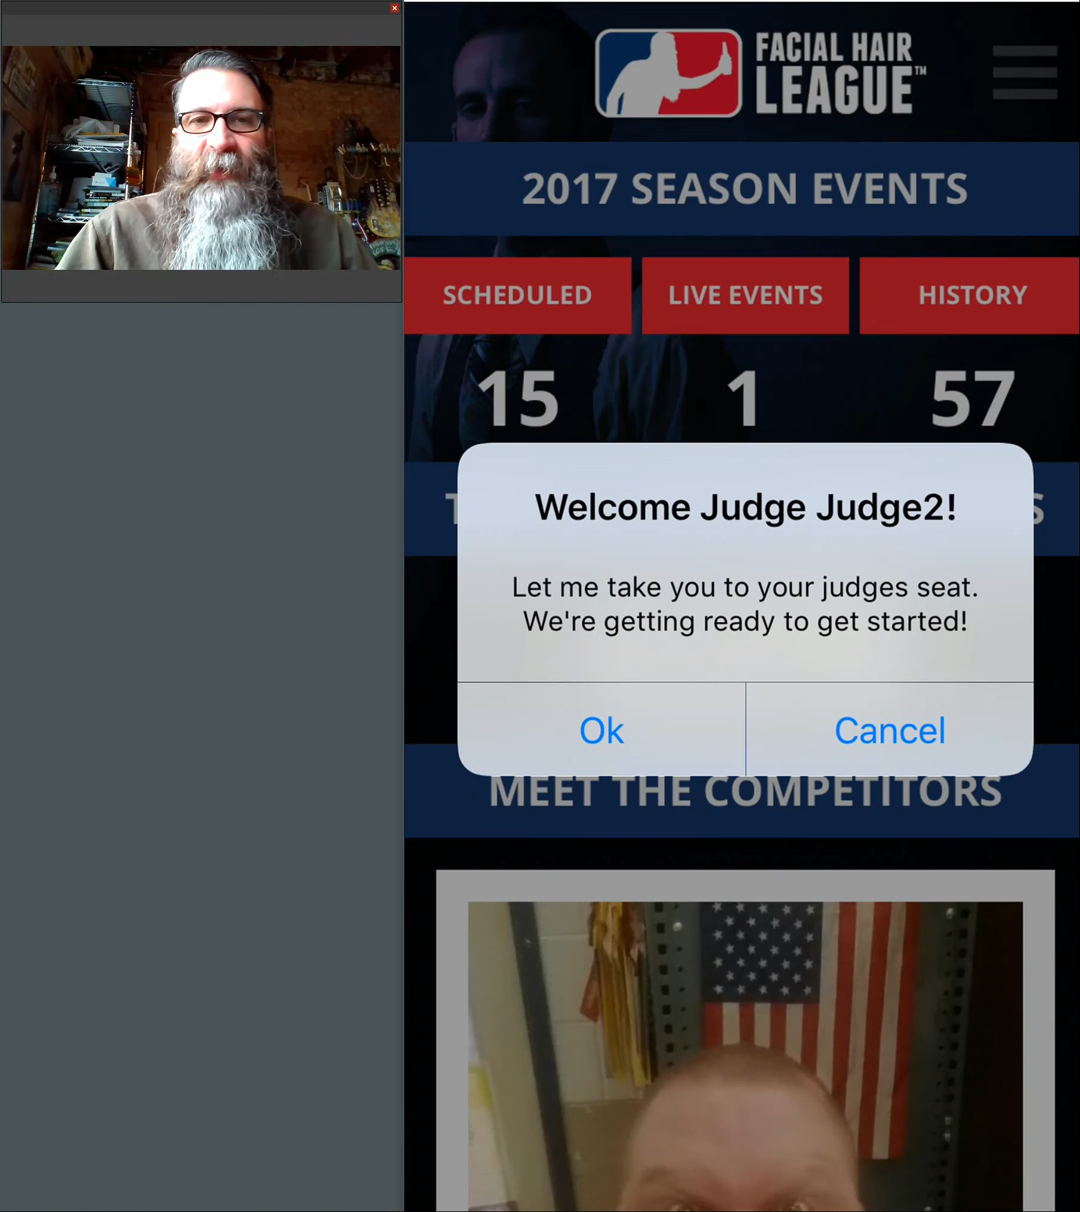 FACIAL HAIR
LEAGUE™
2017 SEASON EVENTS
SCHEDULED
LIVE EVENTS
HISTORY
15
1
57
Welcome Judge Judge2!
Let me take you to your judges seat.
We're getting ready to get started!
Ok
Cancel
MEET THE COMPETITORS